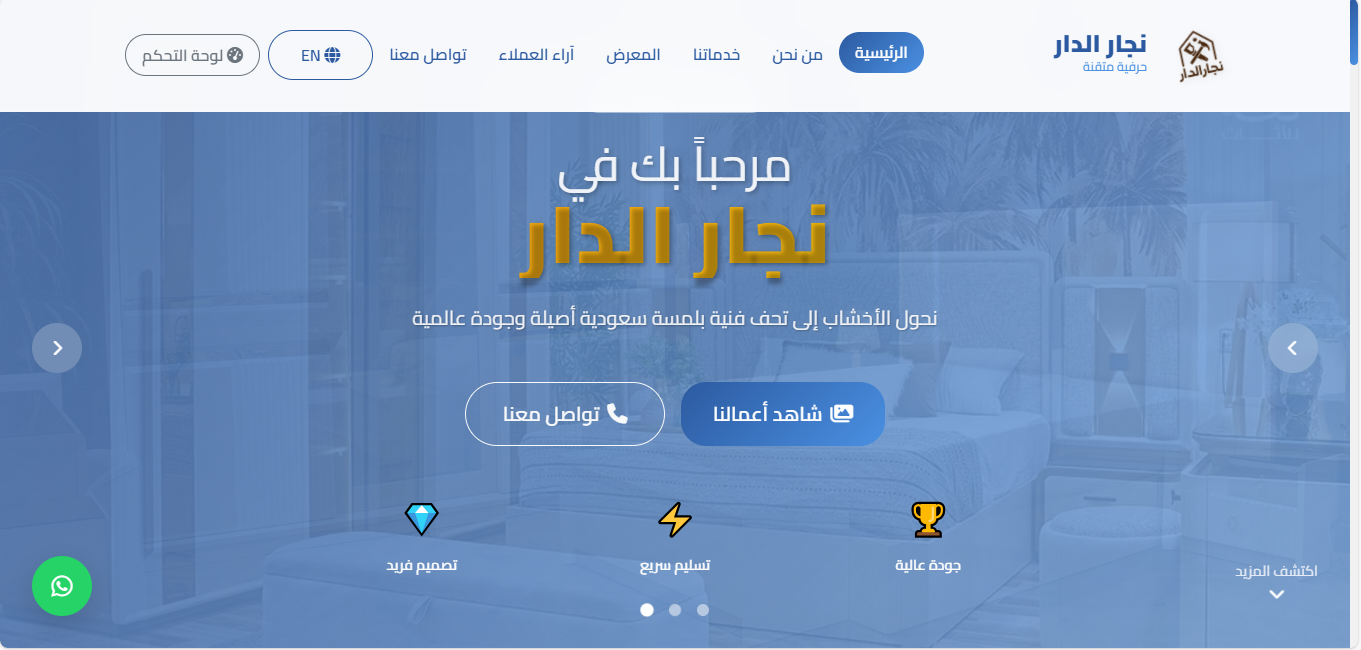 نجار الدار
حرفية متقنة
نجارالدار
الرئيسية
من نحن
خدماتنا
المعرض
آراء العملاء
تواصل معنا
EN
لوحة التحكم
مرحباً بك في
نجار الدار
نحول الأخشاب إلى تحف فنية بلمسة سعودية أصيلة وجودة عالمية
شاهد أعمالنا
تواصل معنا
جودة عالية
تسليم سريع
تصميم فريد
اكتشف المزيد